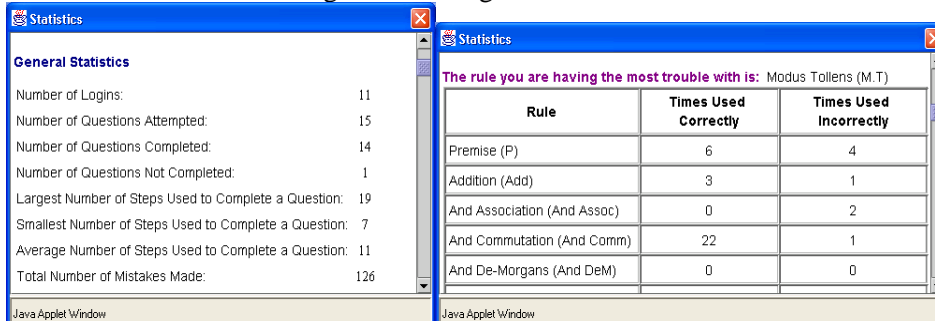 Statistics
General Statistics
Number of Logins: 11
Number of Questions Attempted: 15
Number of Questions Completed: 14
Number of Questions Not Completed: 1
Largest Number of Steps Used to Complete a Question: 19
Smallest Number of Steps Used to Complete a Question: 7
Average Number of Steps Used to Complete a Question: 11
Total Number of Mistakes Made: 126
Java Applet Window
Statistics
The rule you are having the most trouble with is: Modus Tollens (M.T)
Rule Times Used Correctly Times Used Incorrectly
Premise (P) 6 4
Addition (Add) 3 1
And Association (And Assoc) 0 2
And Commutation (And Comm) 22 1
And De-Morgans (And DeM) 0 0
Java Applet Window